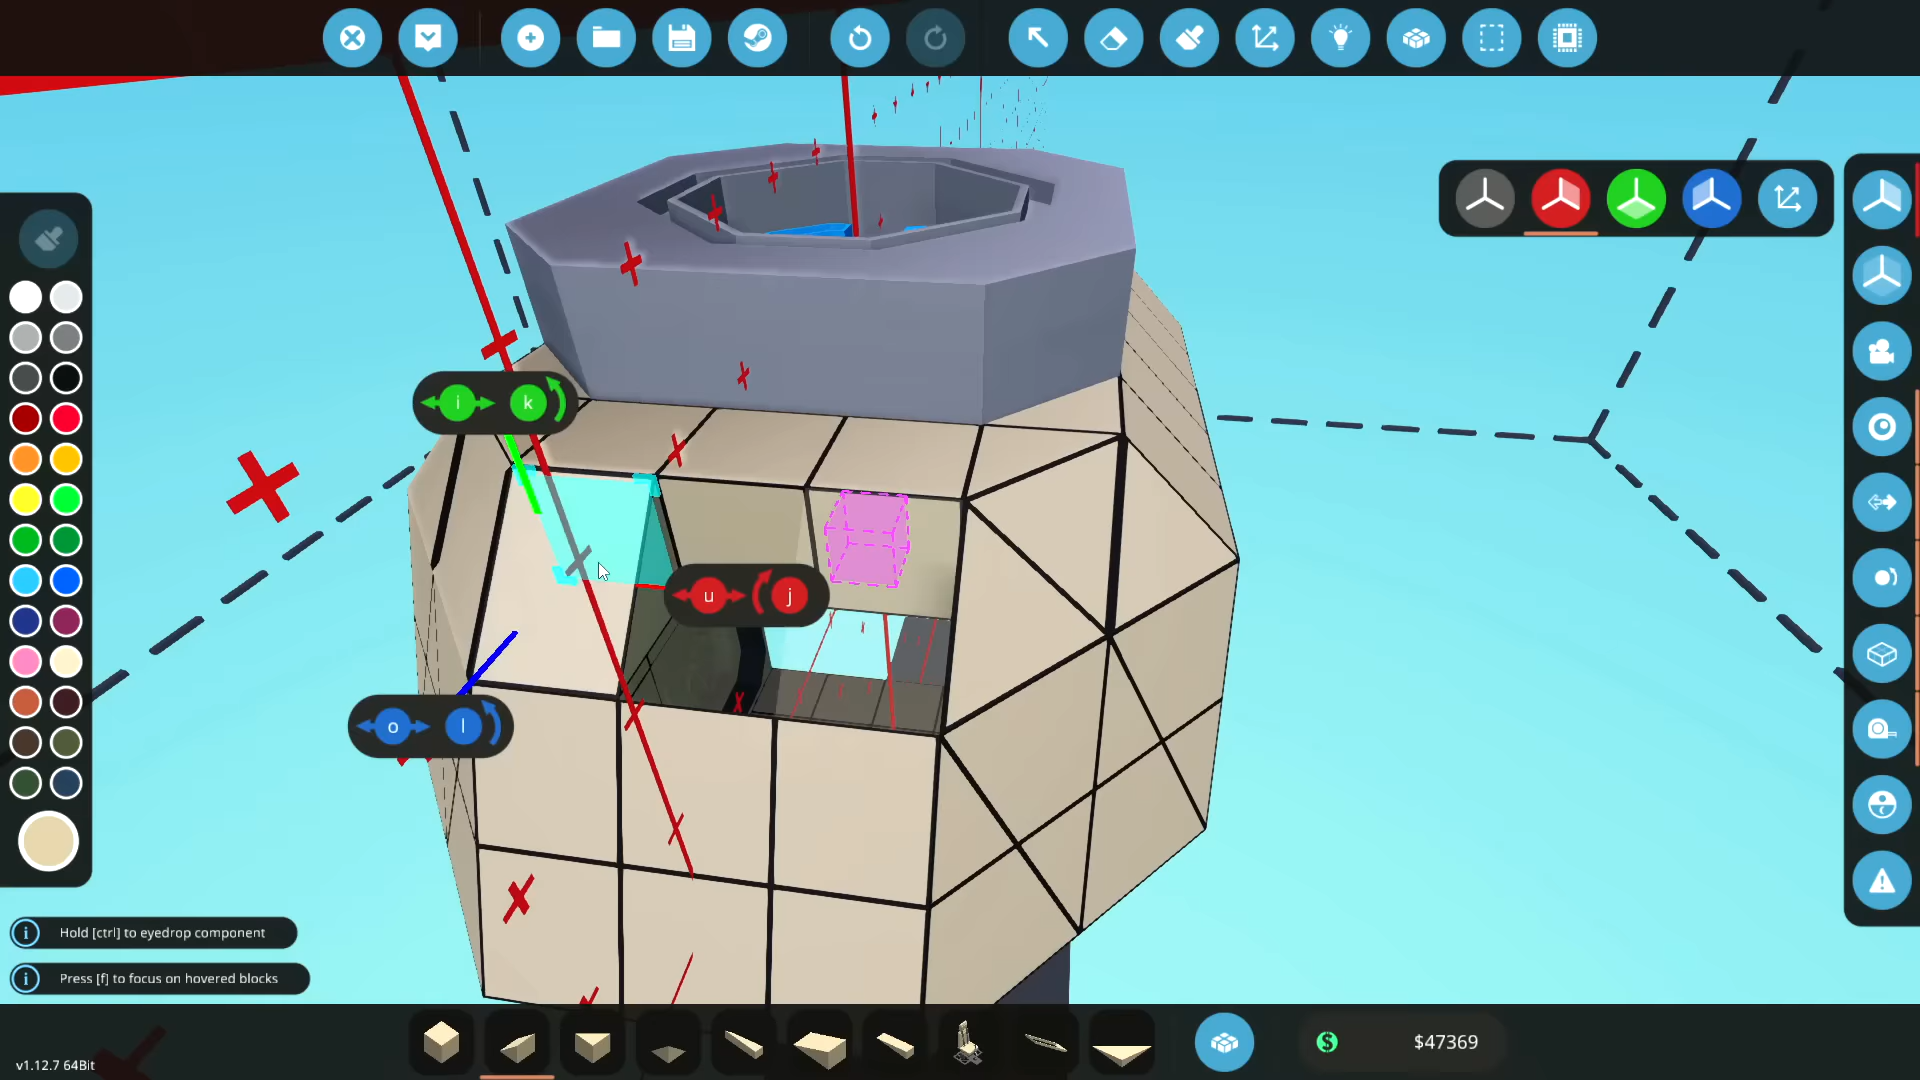 i k
u j
o l
Hold [ctrl] to eyedrop component
Press [f] to focus on hovered blocks
v1.12.7 64Bit
$47369